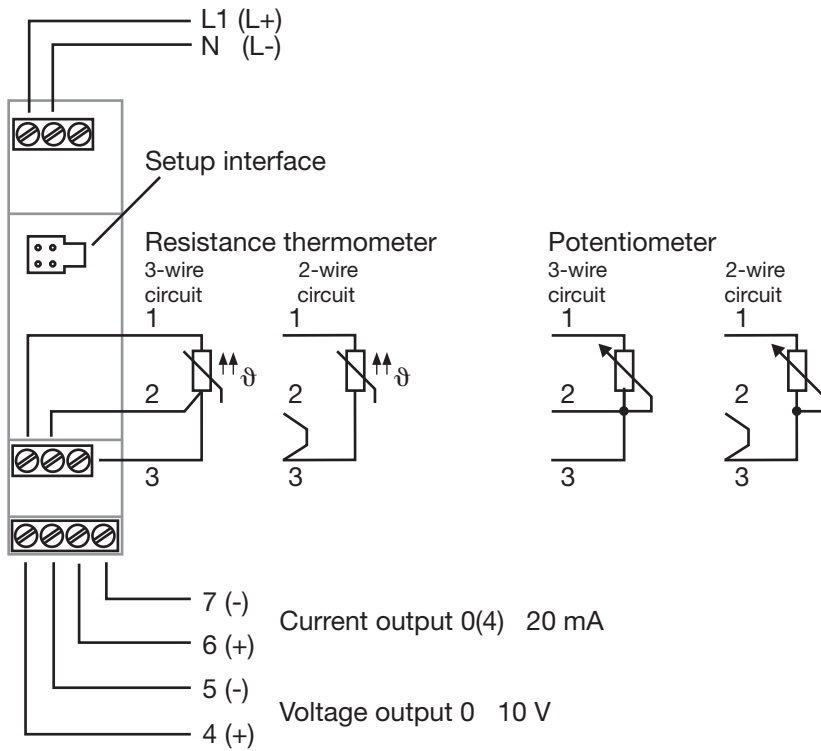 L1 (L+)
N (L-)
Setup interface
Resistance thermometer
3-wire circuit
2-wire circuit
1
2
3
ϑ
1
2
3
ϑ
Potentiometer
3-wire circuit
2-wire circuit
1
2
3
1
2
3
7 (-)
6 (+)
Current output 0(4) 20 mA
5 (-)
4 (+)
Voltage output 0 10 V